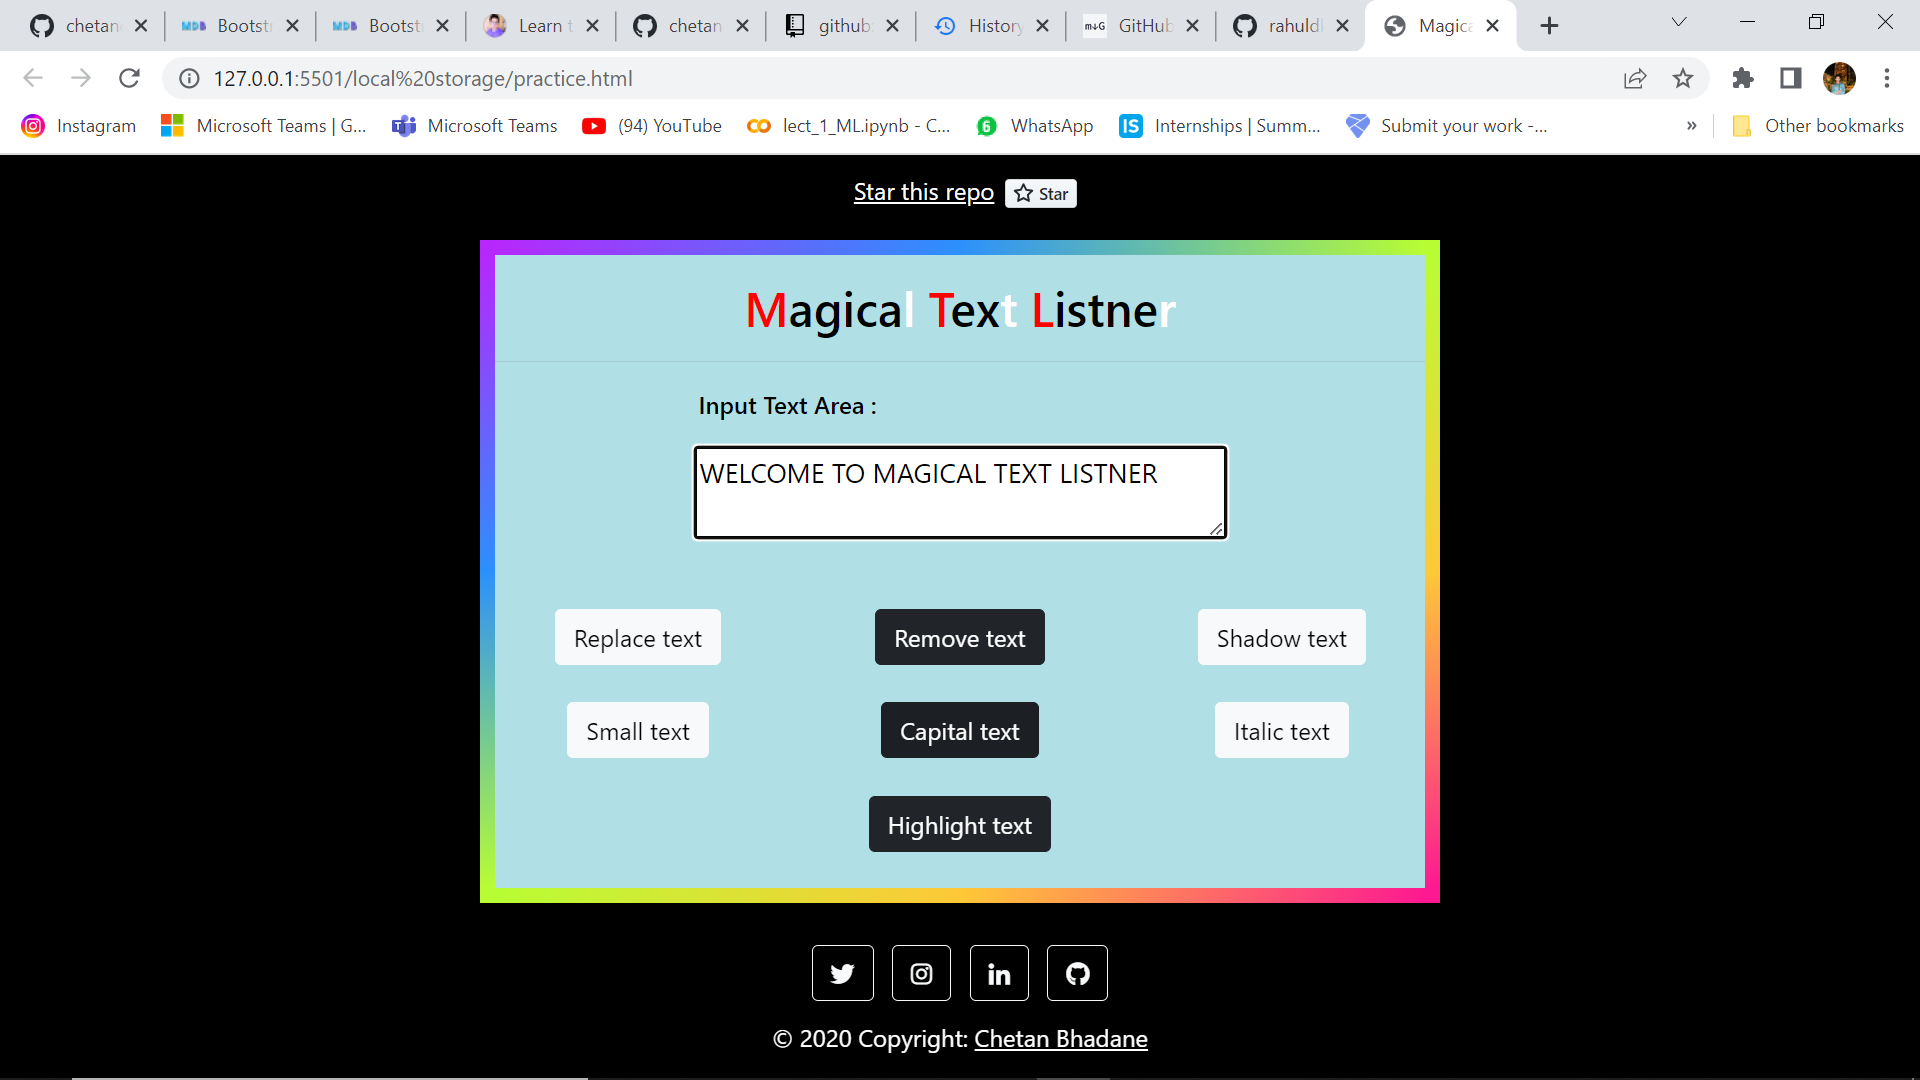 chetan Bootst Bootst Learn t chetan github: History GitHub rahuld Magica
127.0.0.1:5501/local%20storage/practice.html
Instagram Microsoft Teams | G... Microsoft Teams (94) YouTube lect_1_ML.ipynb - C... 6 WhatsApp IS Internships | Summ... Submit your work -... » Other bookmarks
Star this repo Star
Magical Text Listner
Input Text Area :
WELCOME TO MAGICAL TEXT LISTNER
Replace text Remove text Shadow text
Small text Capital text Italic text
Highlight text
© 2020 Copyright: Chetan Bhadane